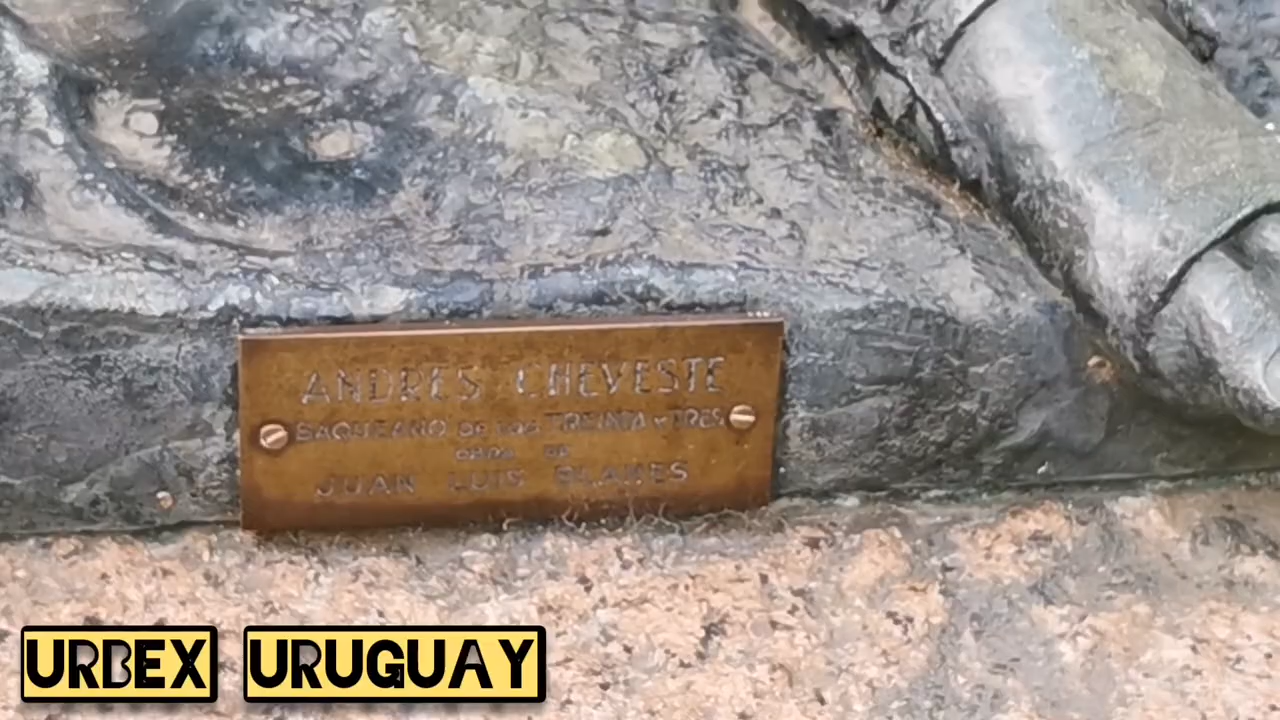 ANDRES CHEVESTE
BAQUEANO DE LOS TREINTA Y TRES
OBRA DE
JUAN LUIS BLANES
URBEX URUGUAY